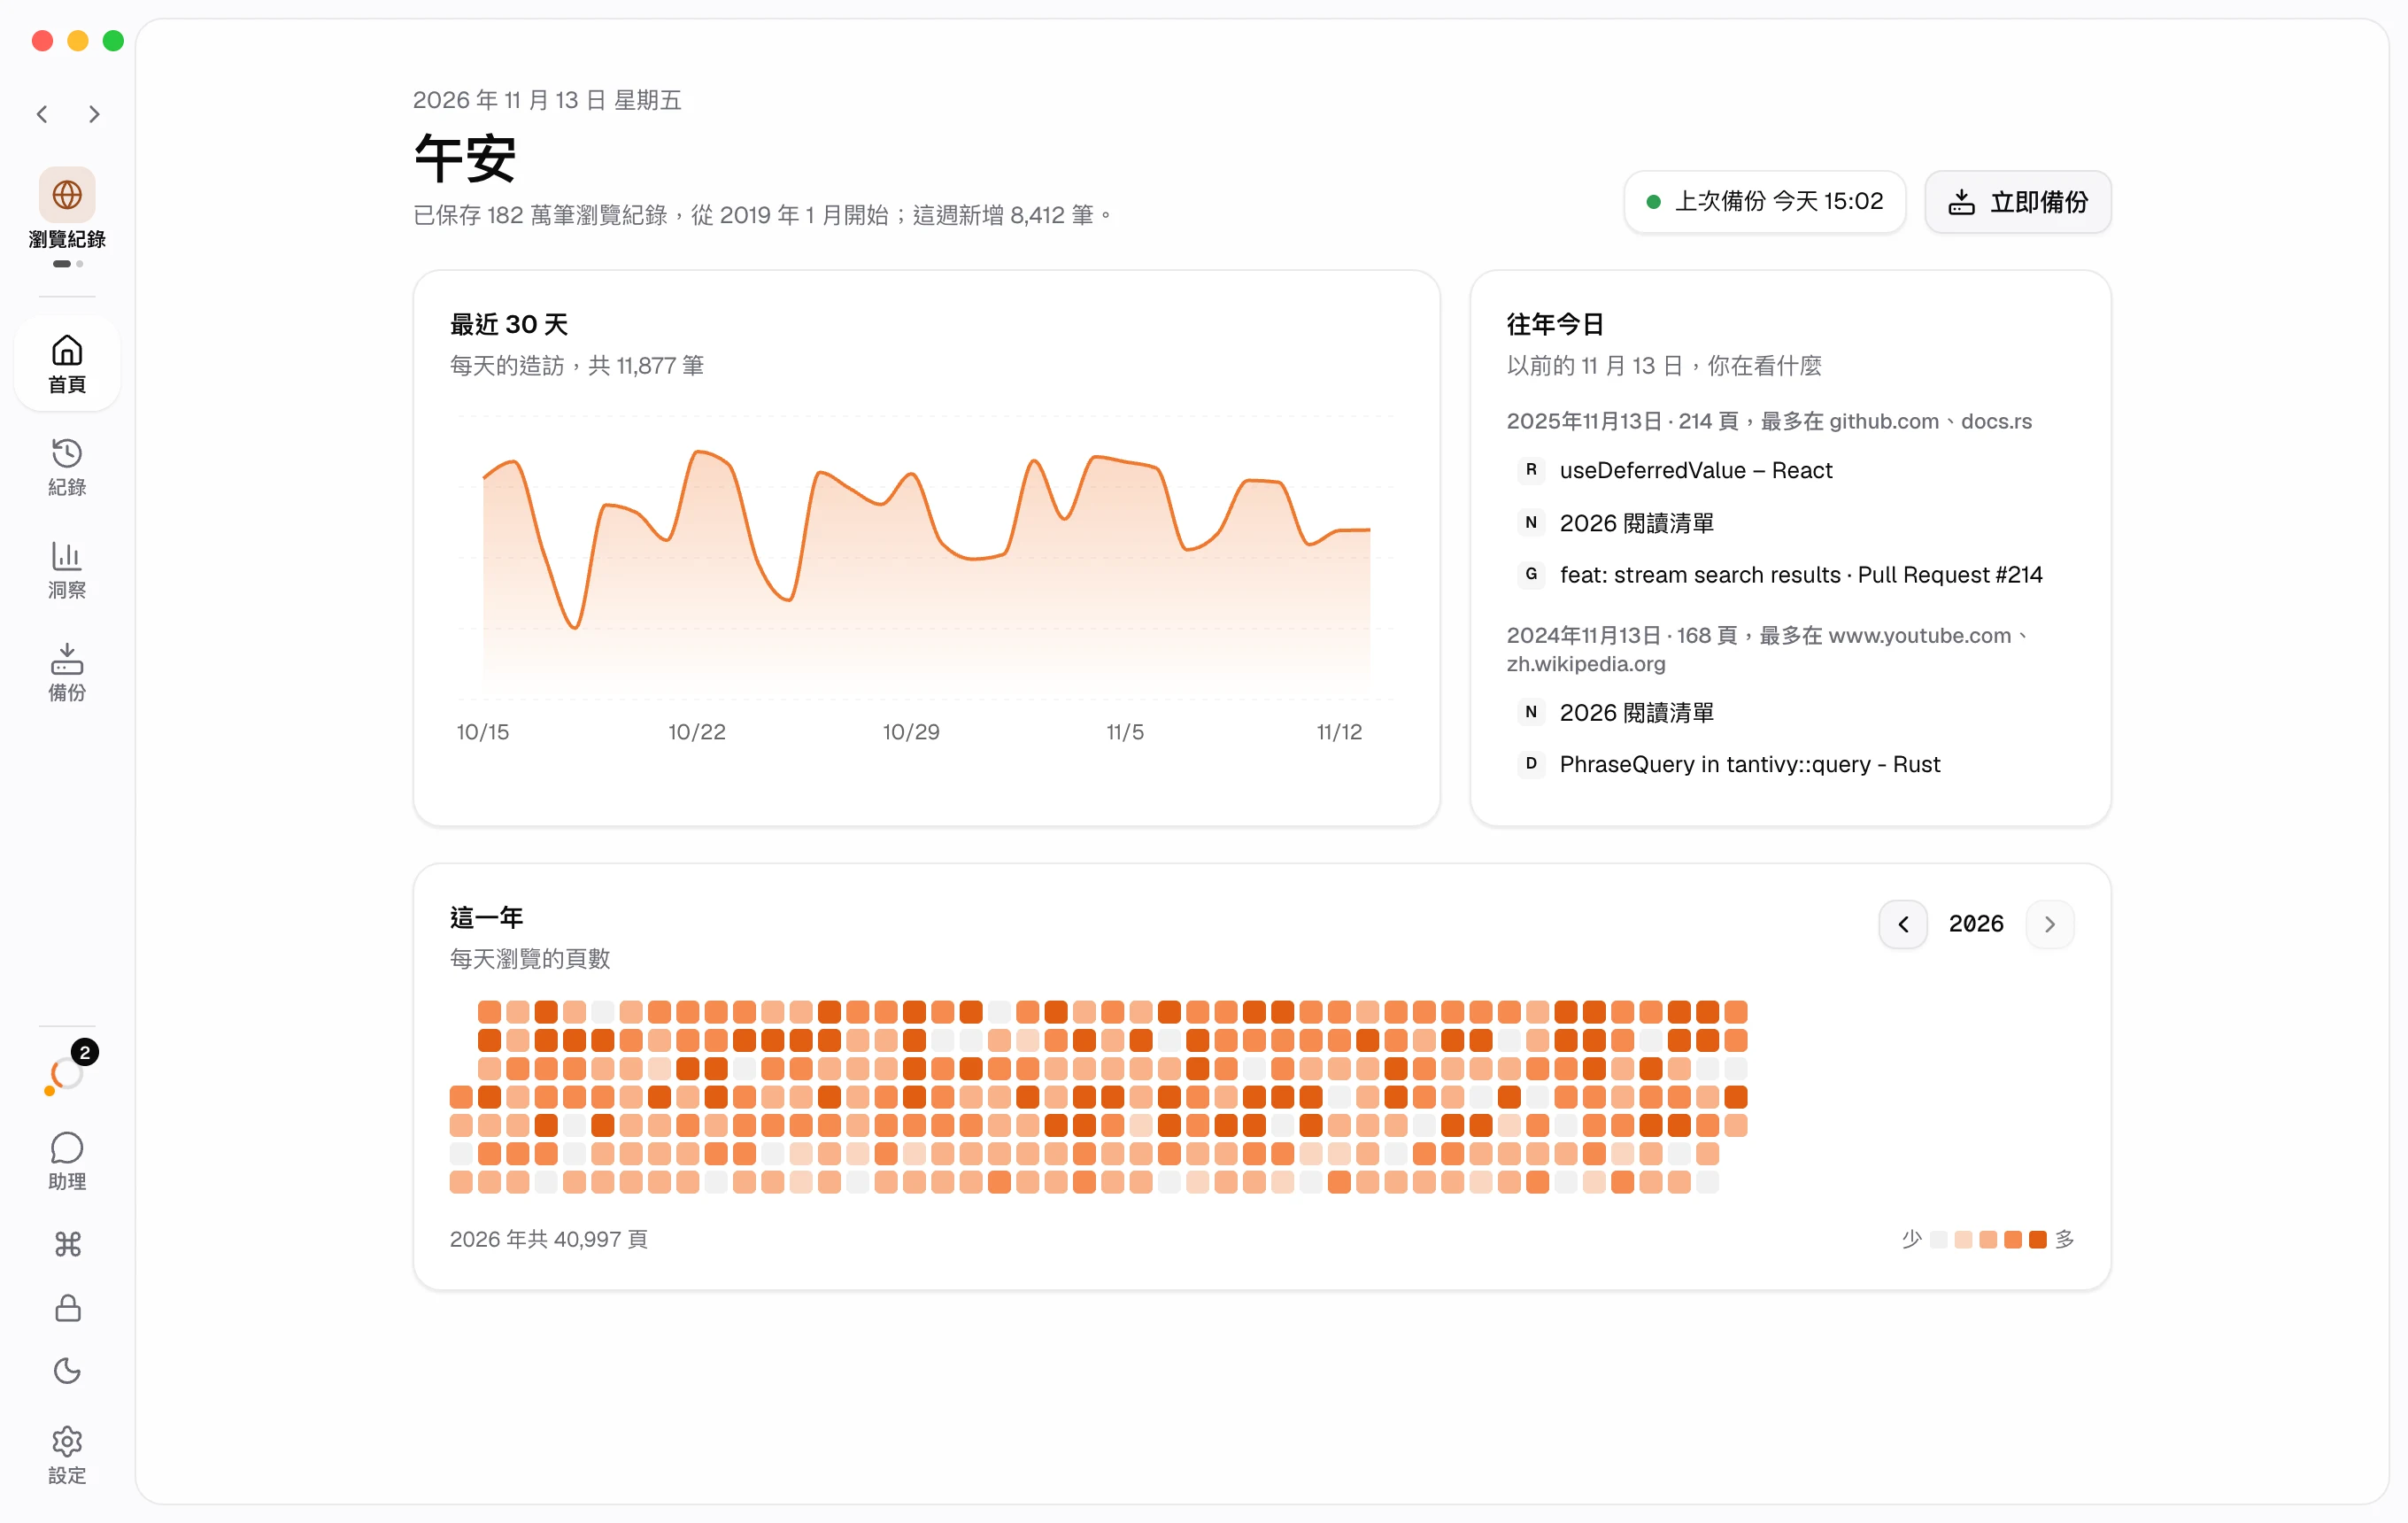 瀏覽紀錄
首頁
紀錄
洞察
備份
2
助理
設定
2026 年 11 月 13 日 星期五
午安
已保存 182 萬筆瀏覽紀錄，從 2019 年 1 月開始；這週新增 8,412 筆。
上次備份 今天 15:02
立即備份
最近 30 天
每天的造訪，共 11,877 筆
10/15 10/22 10/29 11/5 11/12
往年今日
以前的 11 月 13 日，你在看什麼
2025年11月13日 · 214 頁，最多在 github.com、docs.rs
R useDeferredValue – React
N 2026 閱讀清單
G feat: stream search results · Pull Request #214
2024年11月13日 · 168 頁，最多在 www.youtube.com、
zh.wikipedia.org
N 2026 閱讀清單
D PhraseQuery in tantivy::query - Rust
這一年
每天瀏覽的頁數
2026
2026 年共 40,997 頁
少 多